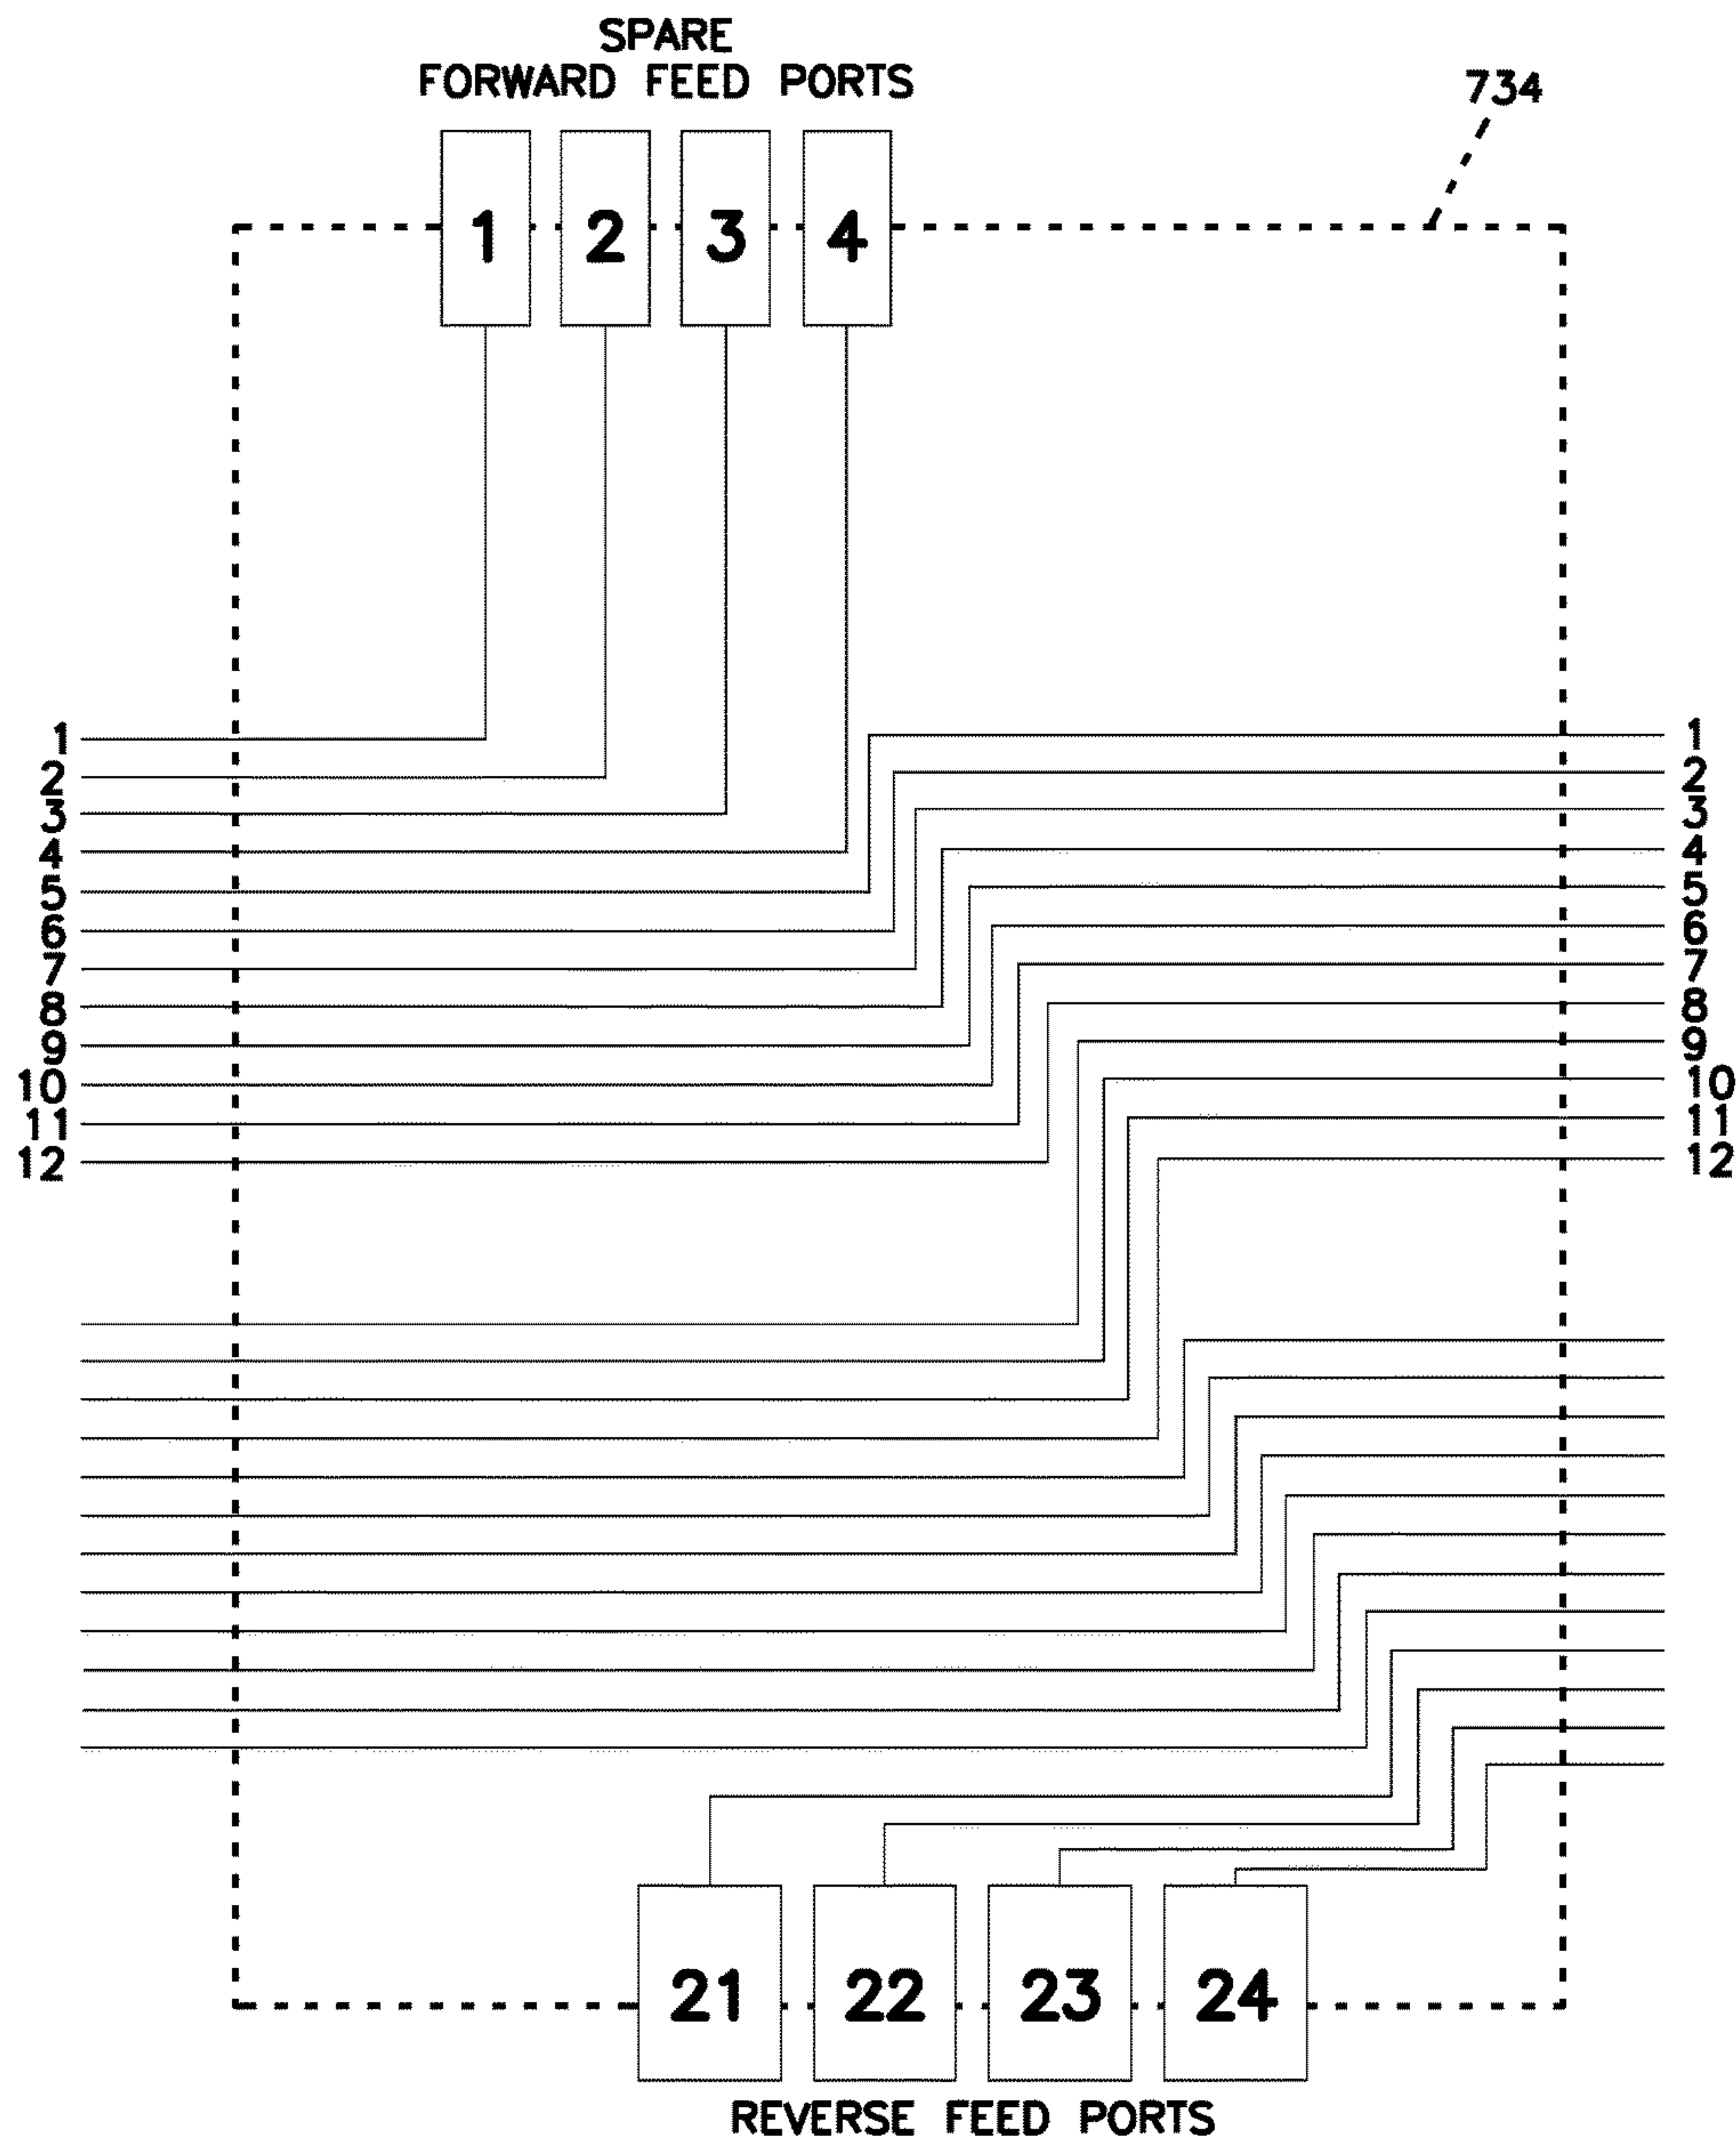 SPARE
FORWARD FEED PORTS
734
1 2 3 4
1 1
2 2
3 3
4 4
5 5
6 6
7 7
8 8
9 9
10 10
11 11
12 12
21 22 23 24
REVERSE FEED PORTS